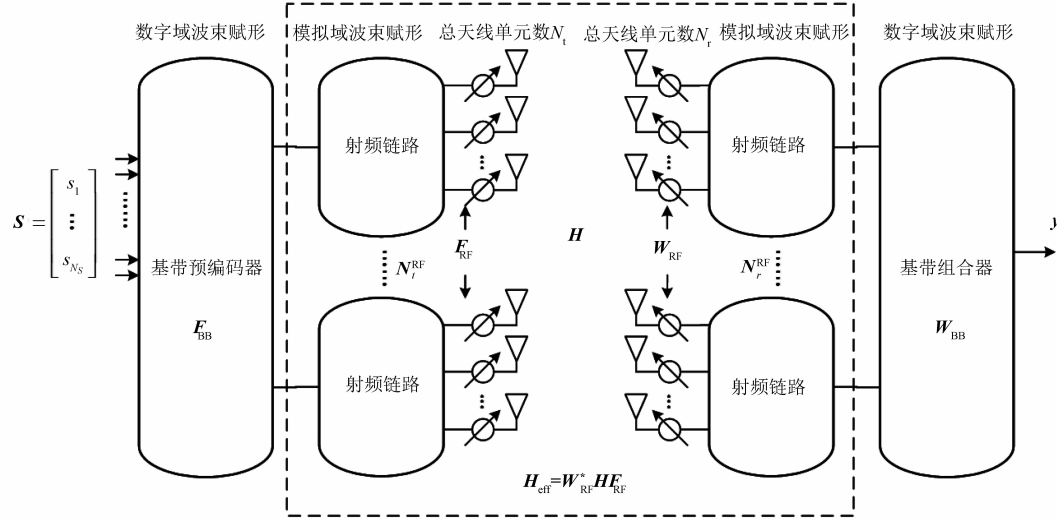 数字域波束赋形 模拟域波束赋形 总天线单元数N_t 总天线单元数N_r 模拟域波束赋形 数字域波束赋形
射频链路 射频链路
S = [s_1 ⋯ s_{N_S}]
基带预编码器
F_BB
F_RF
N_t^RF
H
W_RF
N_r^RF
基带组合器
W_BB
y
射频链路 射频链路
H_eff=W*_RF HF_RF